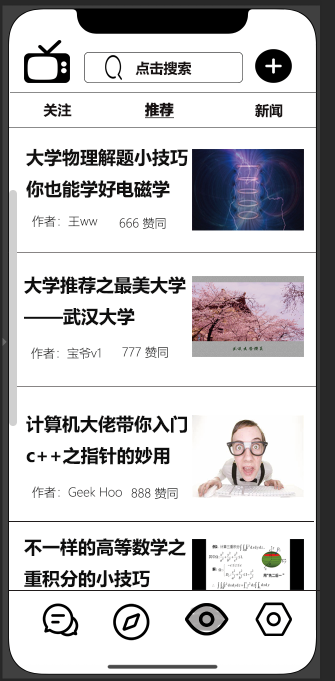 点击搜索
关注 推荐 新闻
大学物理解题小技巧
你也能学好电磁学
作者：王ww 666 赞同
大学推荐之最美大学
——武汉大学
作者：宝爷v1 777 赞同
计算机大佬带你入门
c++之指针的妙用
作者：Geek Hoo 888 赞同
不一样的高等数学之
重积分的小技巧